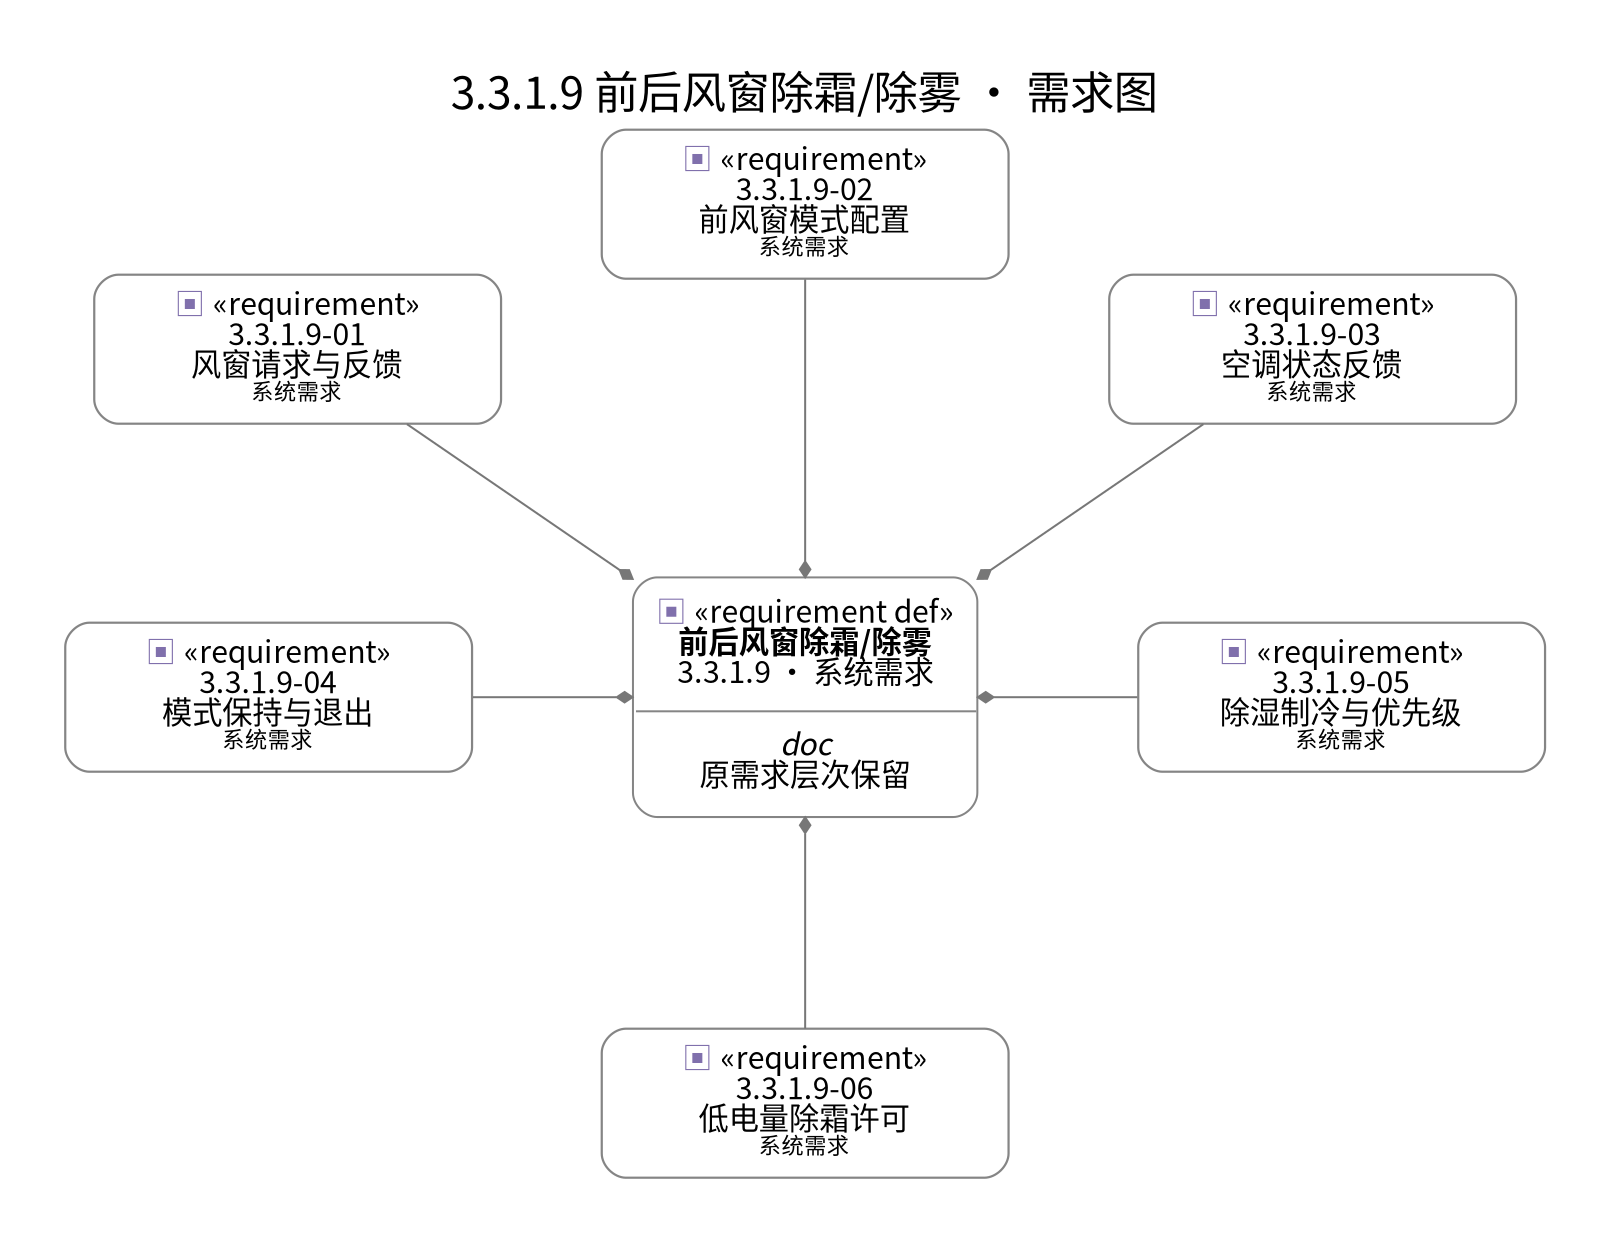 3.3.1.9 前后风窗除霜/除雾 · 需求图
«requirement»
3.3.1.9-02
前风窗模式配置
系统需求
«requirement»
3.3.1.9-01
风窗请求与反馈
系统需求
«requirement»
3.3.1.9-03
空调状态反馈
系统需求
«requirement def»
前后风窗除霜/除雾
3.3.1.9 · 系统需求
doc
原需求层次保留
«requirement»
3.3.1.9-04
模式保持与退出
系统需求
«requirement»
3.3.1.9-05
除湿制冷与优先级
系统需求
«requirement»
3.3.1.9-06
低电量除霜许可
系统需求